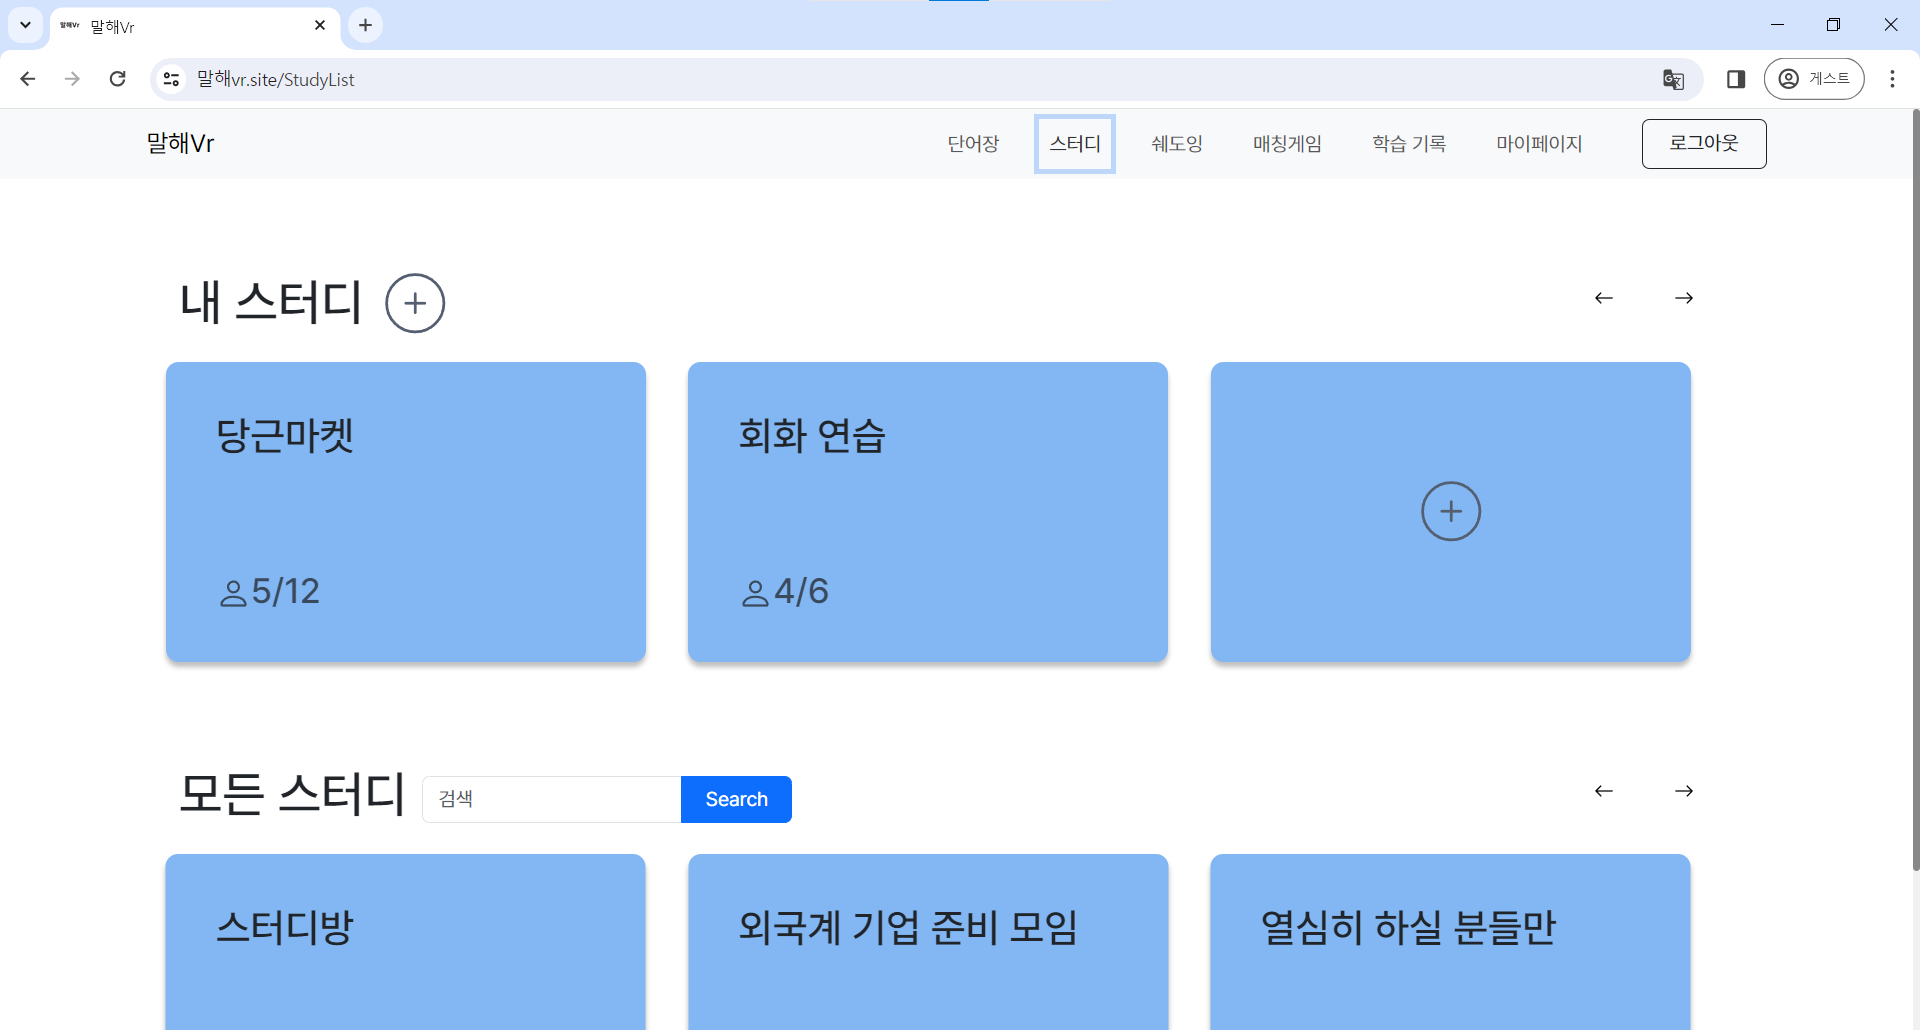 말해Vr
말해vr.site/StudyList
게스트
말해Vr
단어장 스터디 쉐도잉 매칭게임 학습 기록 마이페이지 로그아웃
내 스터디
당근마켓
회화 연습
5/12
4/6
모든 스터디
검색
Search
스터디방
외국계 기업 준비 모임
열심히 하실 분들만